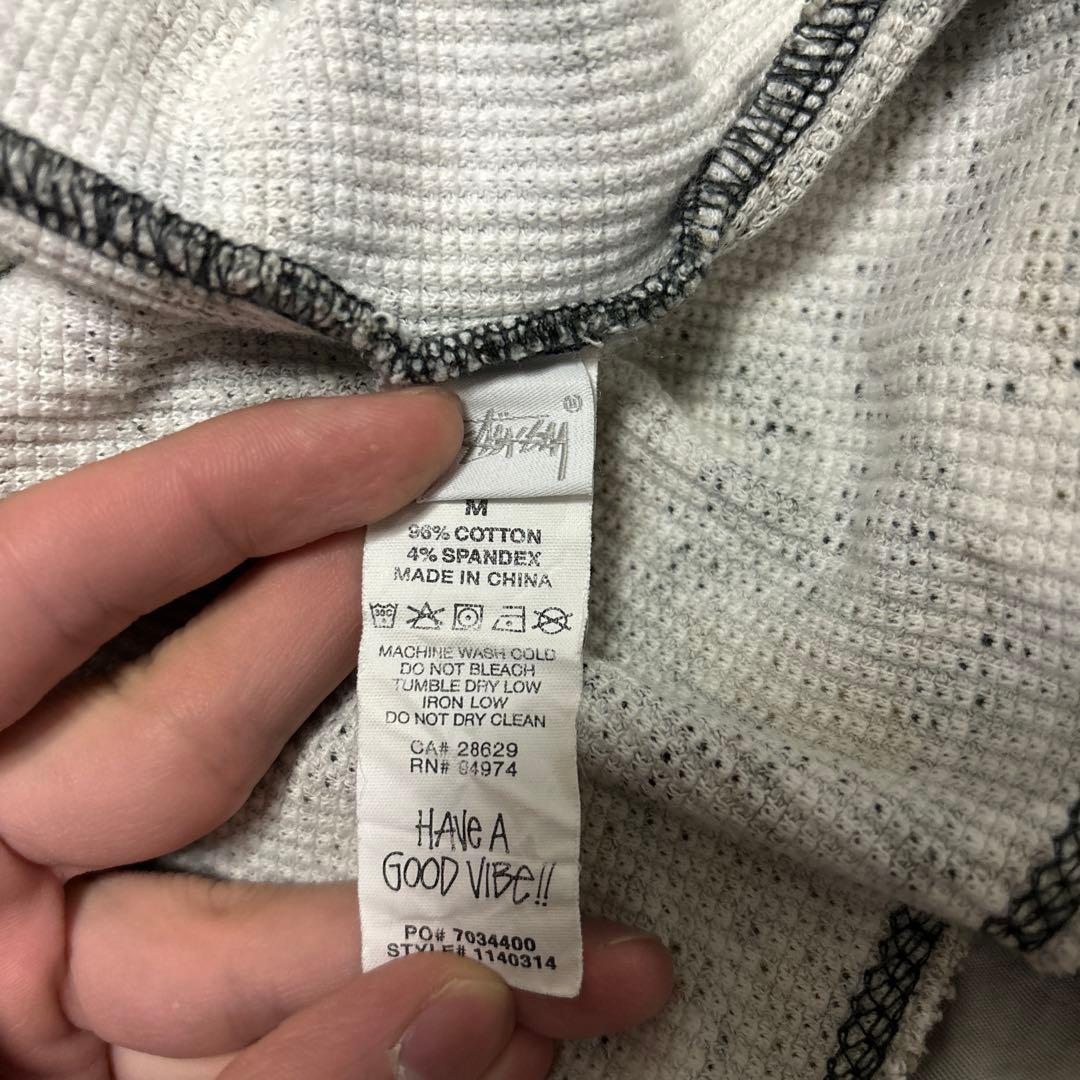 Stüssy ®
M
96% COTTON
4% SPANDEX
MADE IN CHINA
30C
MACHINE WASH COLD
DO NOT BLEACH
TUMBLE DRY LOW
IRON LOW
DO NOT DRY CLEAN
CA# 28629
RN# 84974
HAVE A
GOOD VIBE!!
PO# 7034400
STYLE# 1140314